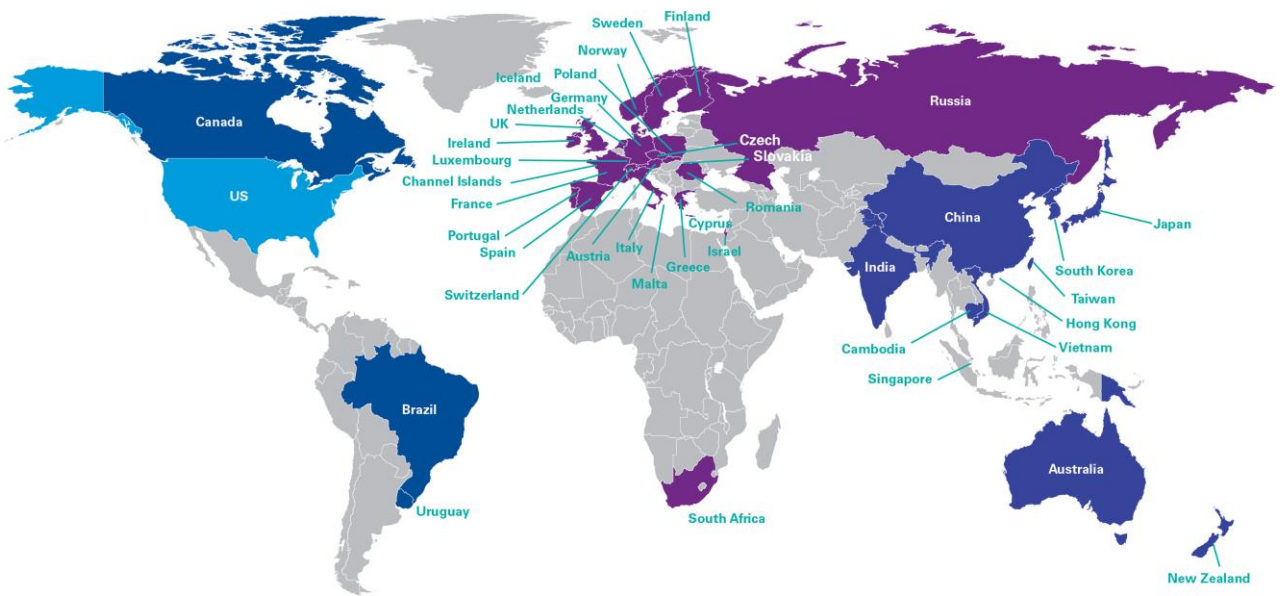 Finland
Sweden
Norway
Iceland
Poland
Germany
Netherlands
UK
Ireland
Luxembourg
Channel Islands
France
Portugal
Spain
Switzerland
Austria
Italy
Malta
Greece
Cyprus
Israel
Romania
Czech
Slovakia
Russia
Canada
US
Brazil
Uruguay
South Africa
China
India
Japan
South Korea
Taiwan
Hong Kong
Vietnam
Cambodia
Singapore
Australia
New Zealand